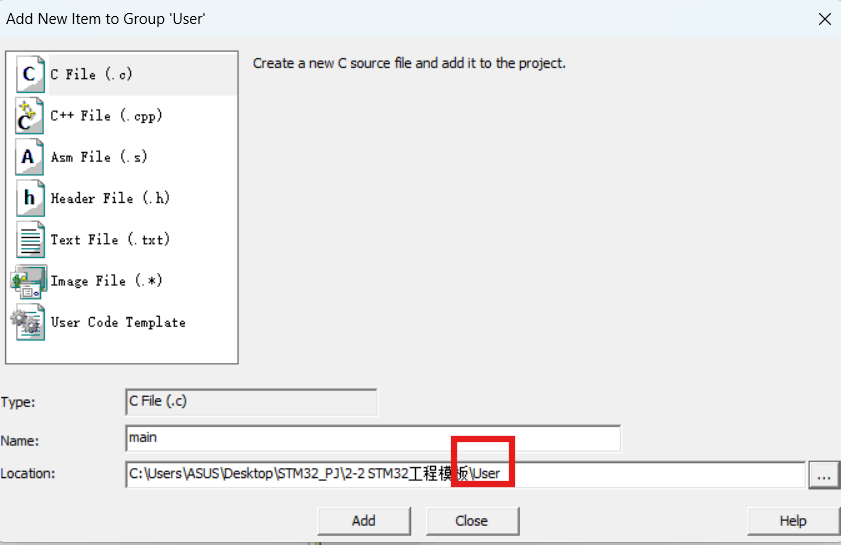 Add New Item to Group 'User'
C File (.c)
Create a new C source file and add it to the project.
C++ File (.cpp)
Asm File (.s)
Header File (.h)
Text File (.txt)
Image File (.*)
User Code Template
Type:
C File (.c)
Name:
main
Location:
C:\Users\ASUS\Desktop\STM32_PJ\2-2 STM32工程模板\User
...
Add
Close
Help